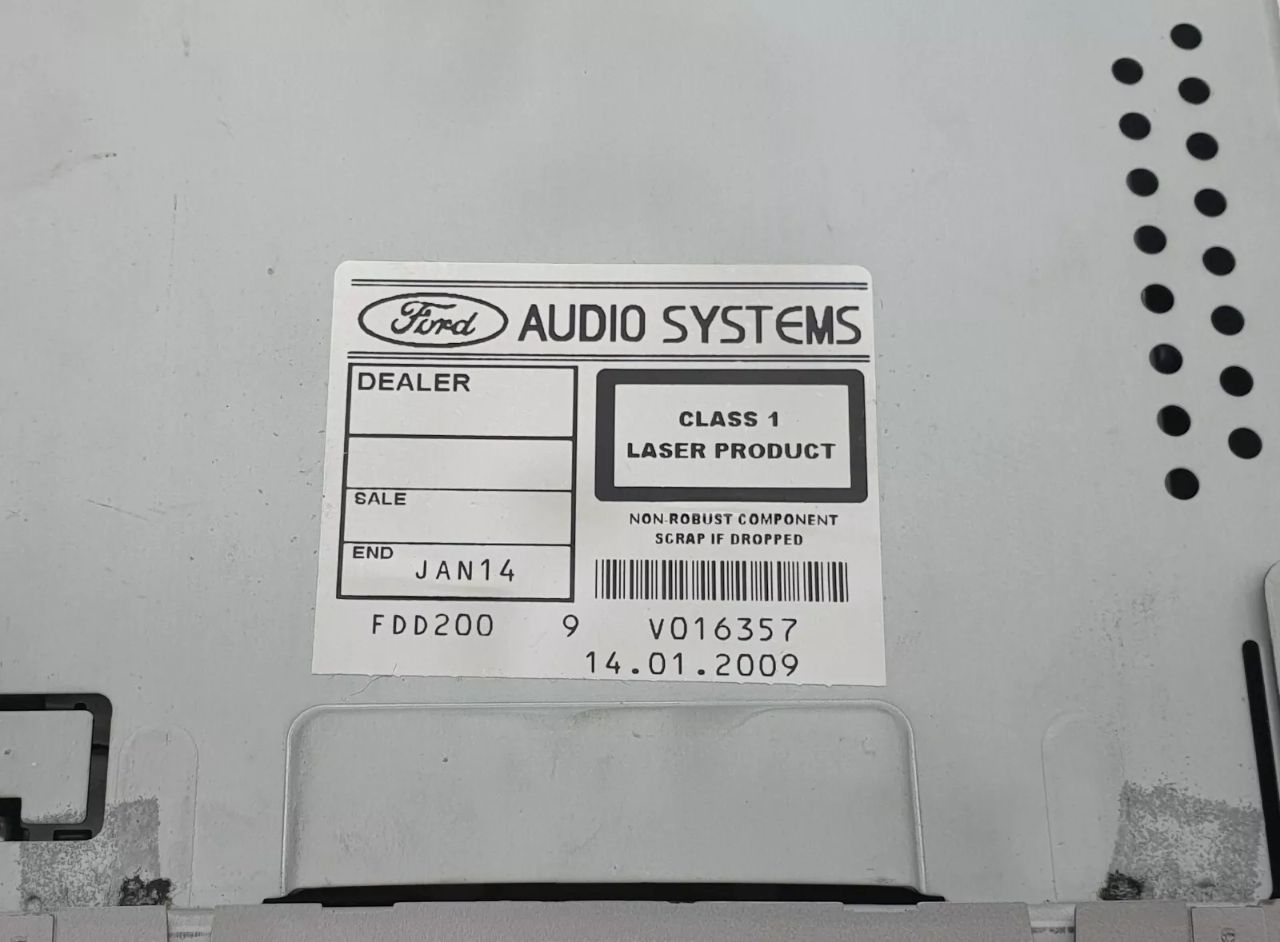 Ford AUDIO SYSTEMS
DEALER
SALE
END JAN14
CLASS 1
LASER PRODUCT
NON-ROBUST COMPONENT
SCRAP IF DROPPED
FDD200 9 V016357
14.01.2009